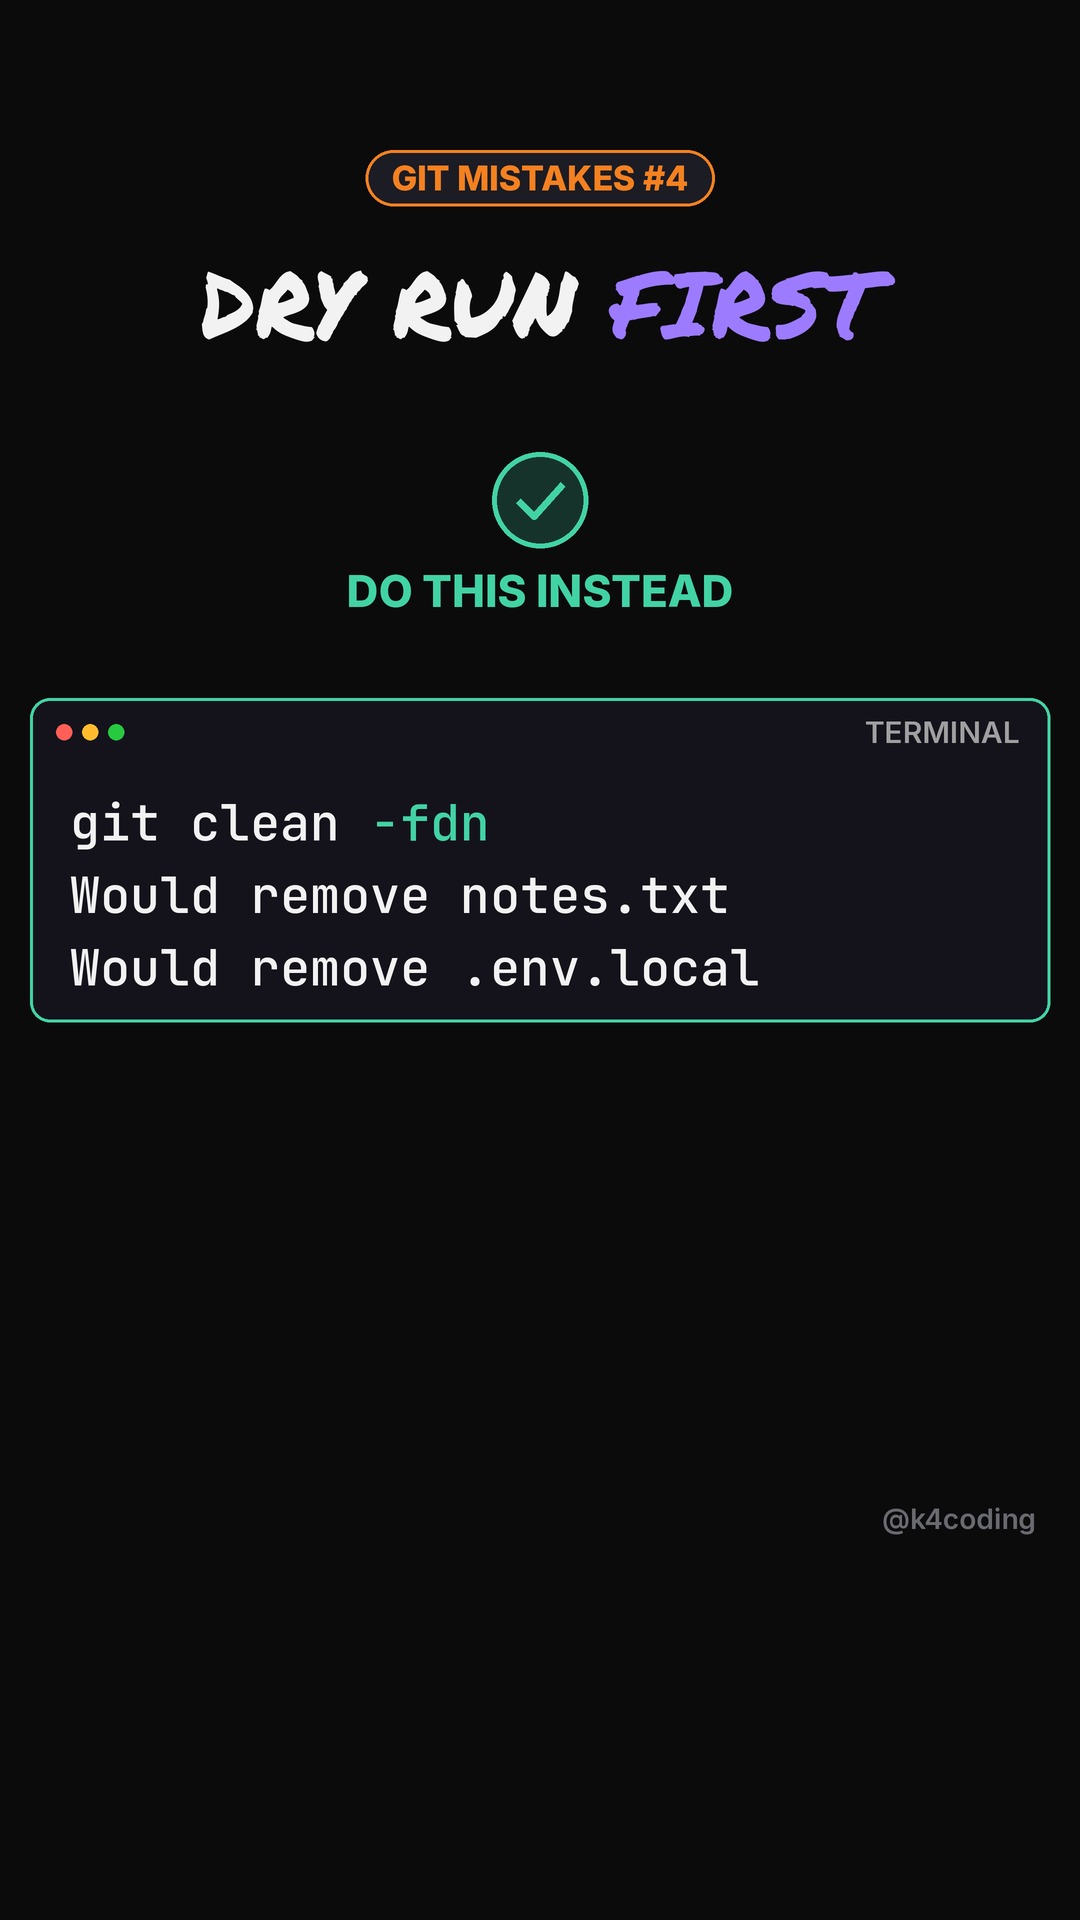 GIT MISTAKES #4
DRY RUN FIRST
DO THIS INSTEAD
TERMINAL
git clean -fdn
Would remove notes.txt
Would remove .env.local
@k4coding